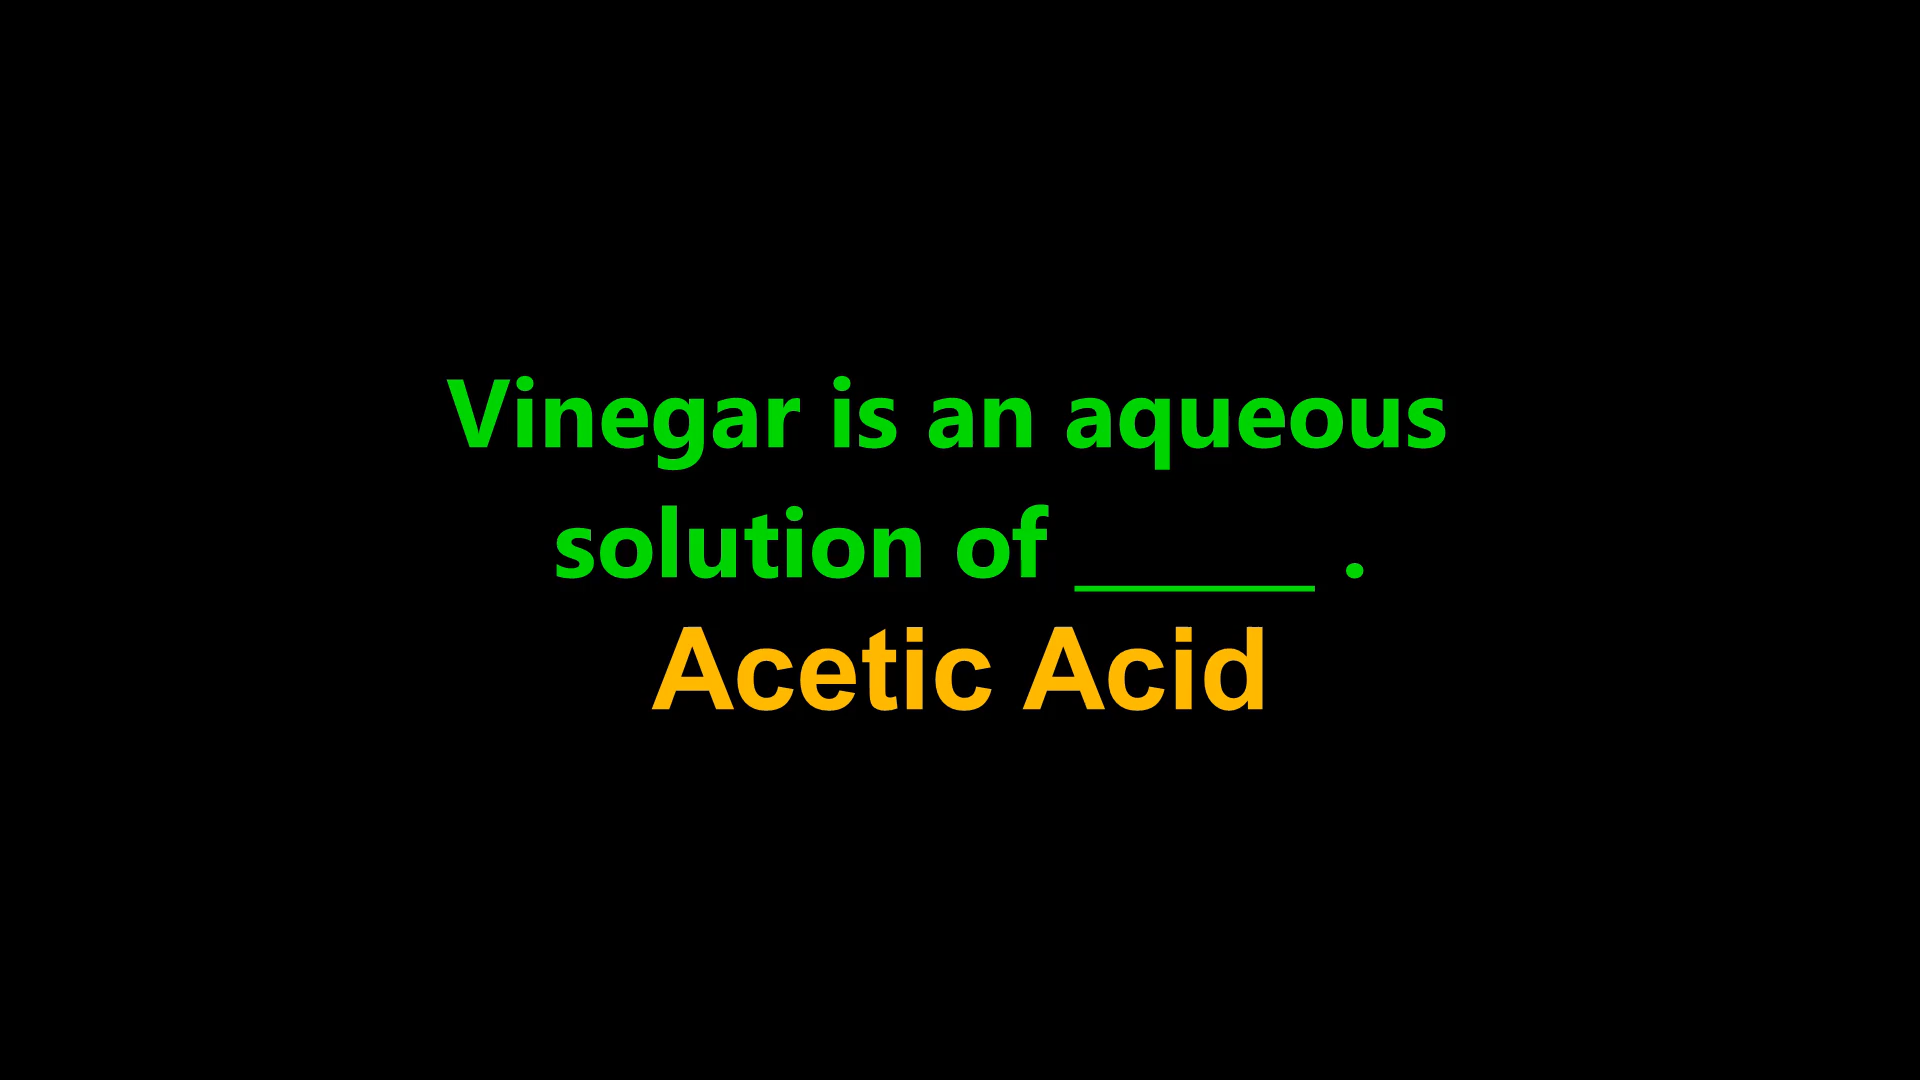 Vinegar is an aqueous
solution of _____ .
Acetic Acid